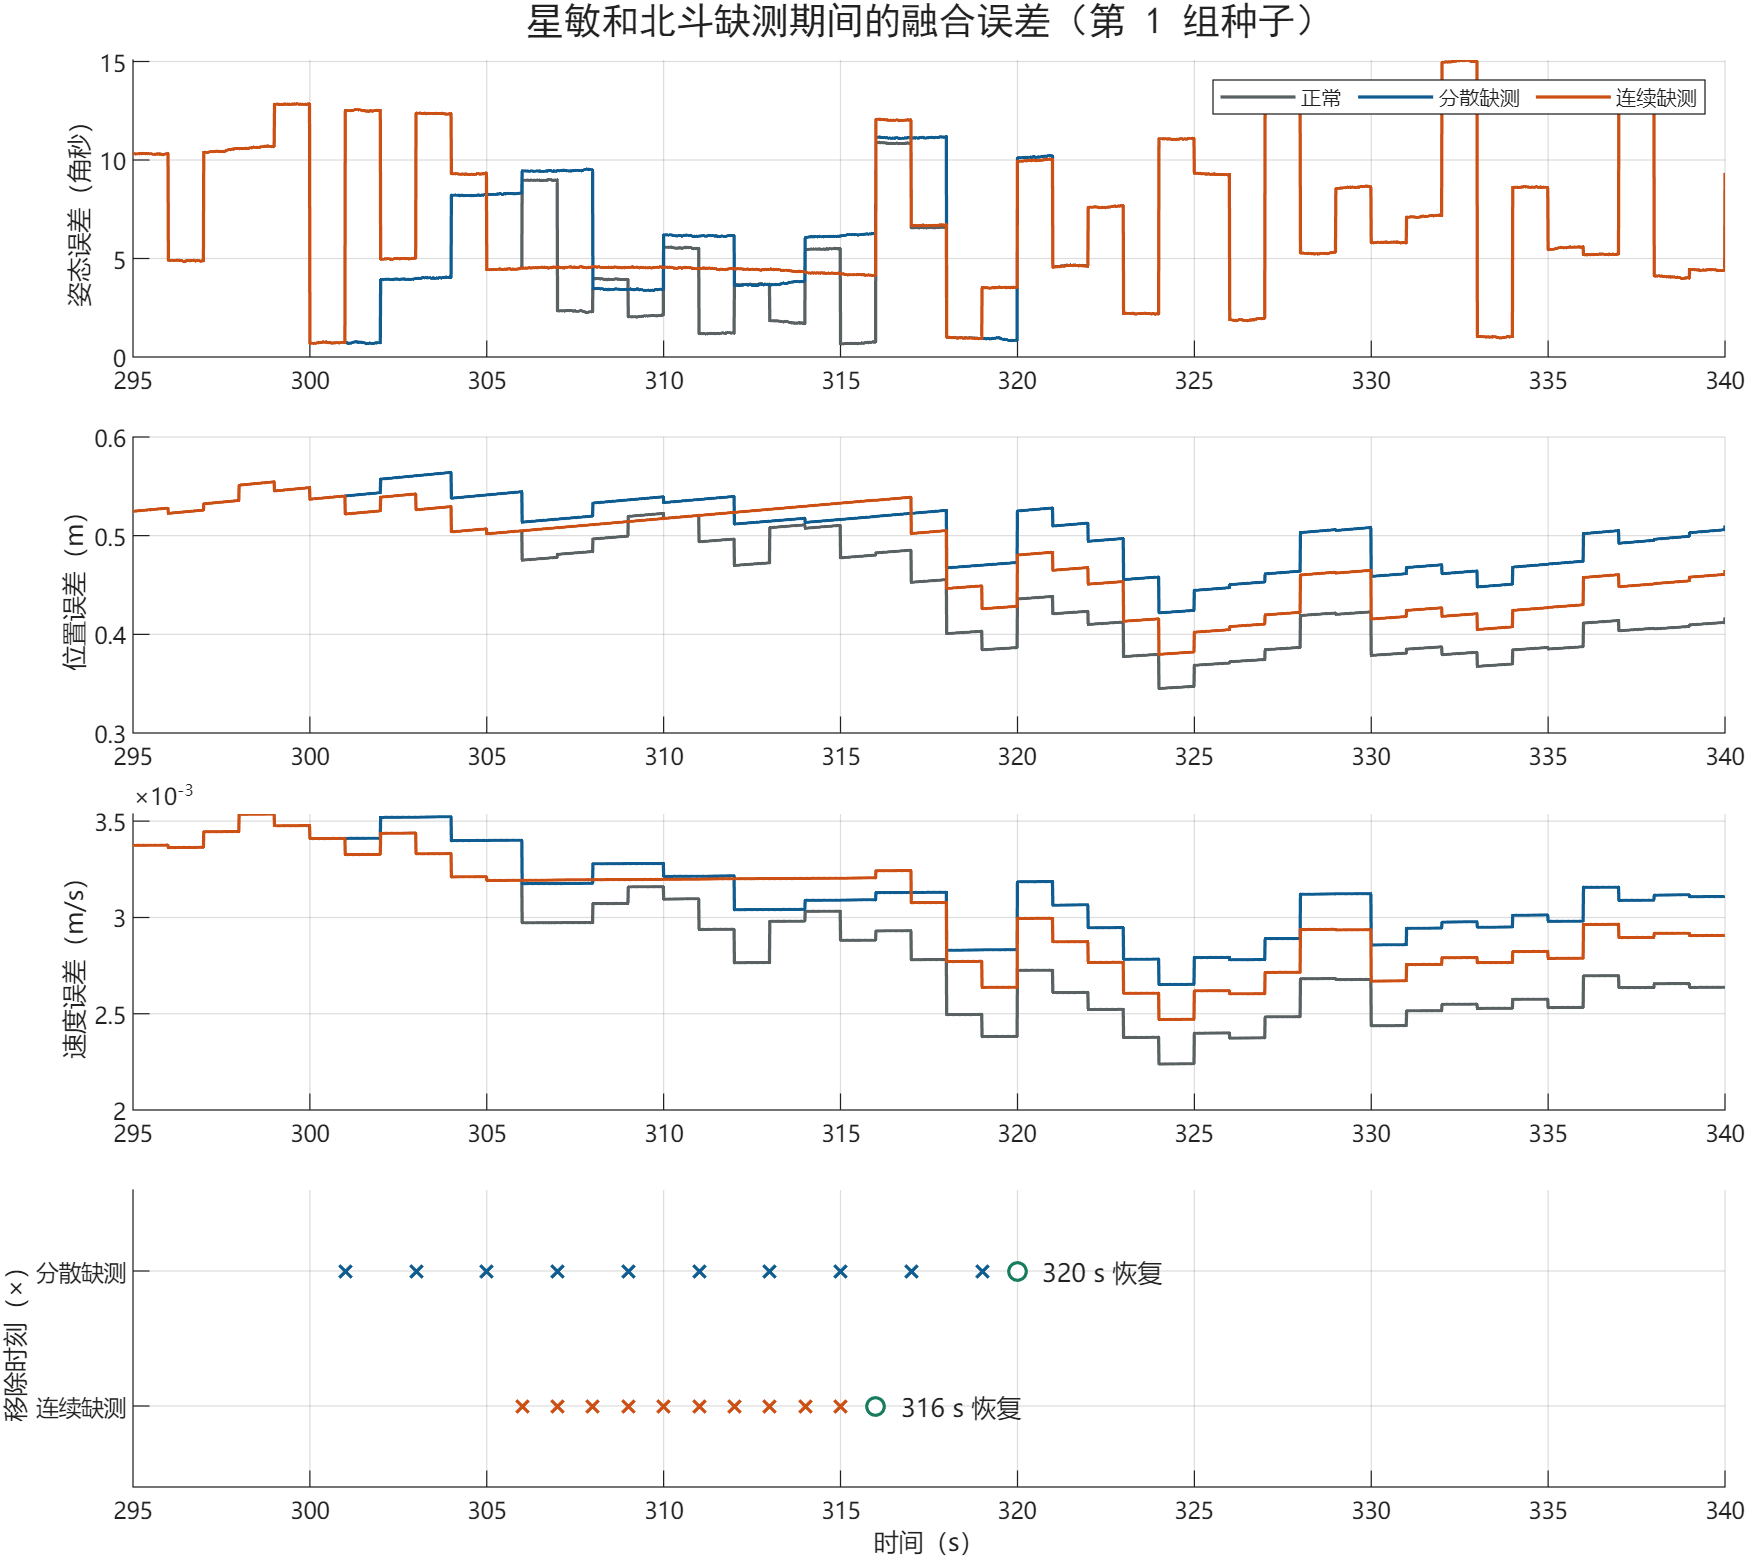 星敏和北斗缺测期间的融合误差（第 1 组种子）
正常 分散缺测 连续缺测
姿态误差（角秒）
15
10
5
0
295 300 305 310 315 320 325 330 335 340
位置误差（m）
0.6
0.5
0.4
0.3
295 300 305 310 315 320 325 330 335 340
×10-3
速度误差（m/s）
3.5
3
2.5
2
295 300 305 310 315 320 325 330 335 340
移除时刻（×）
分散缺测
320 s 恢复
连续缺测
316 s 恢复
295 300 305 310 315 320 325 330 335 340
时间（s）